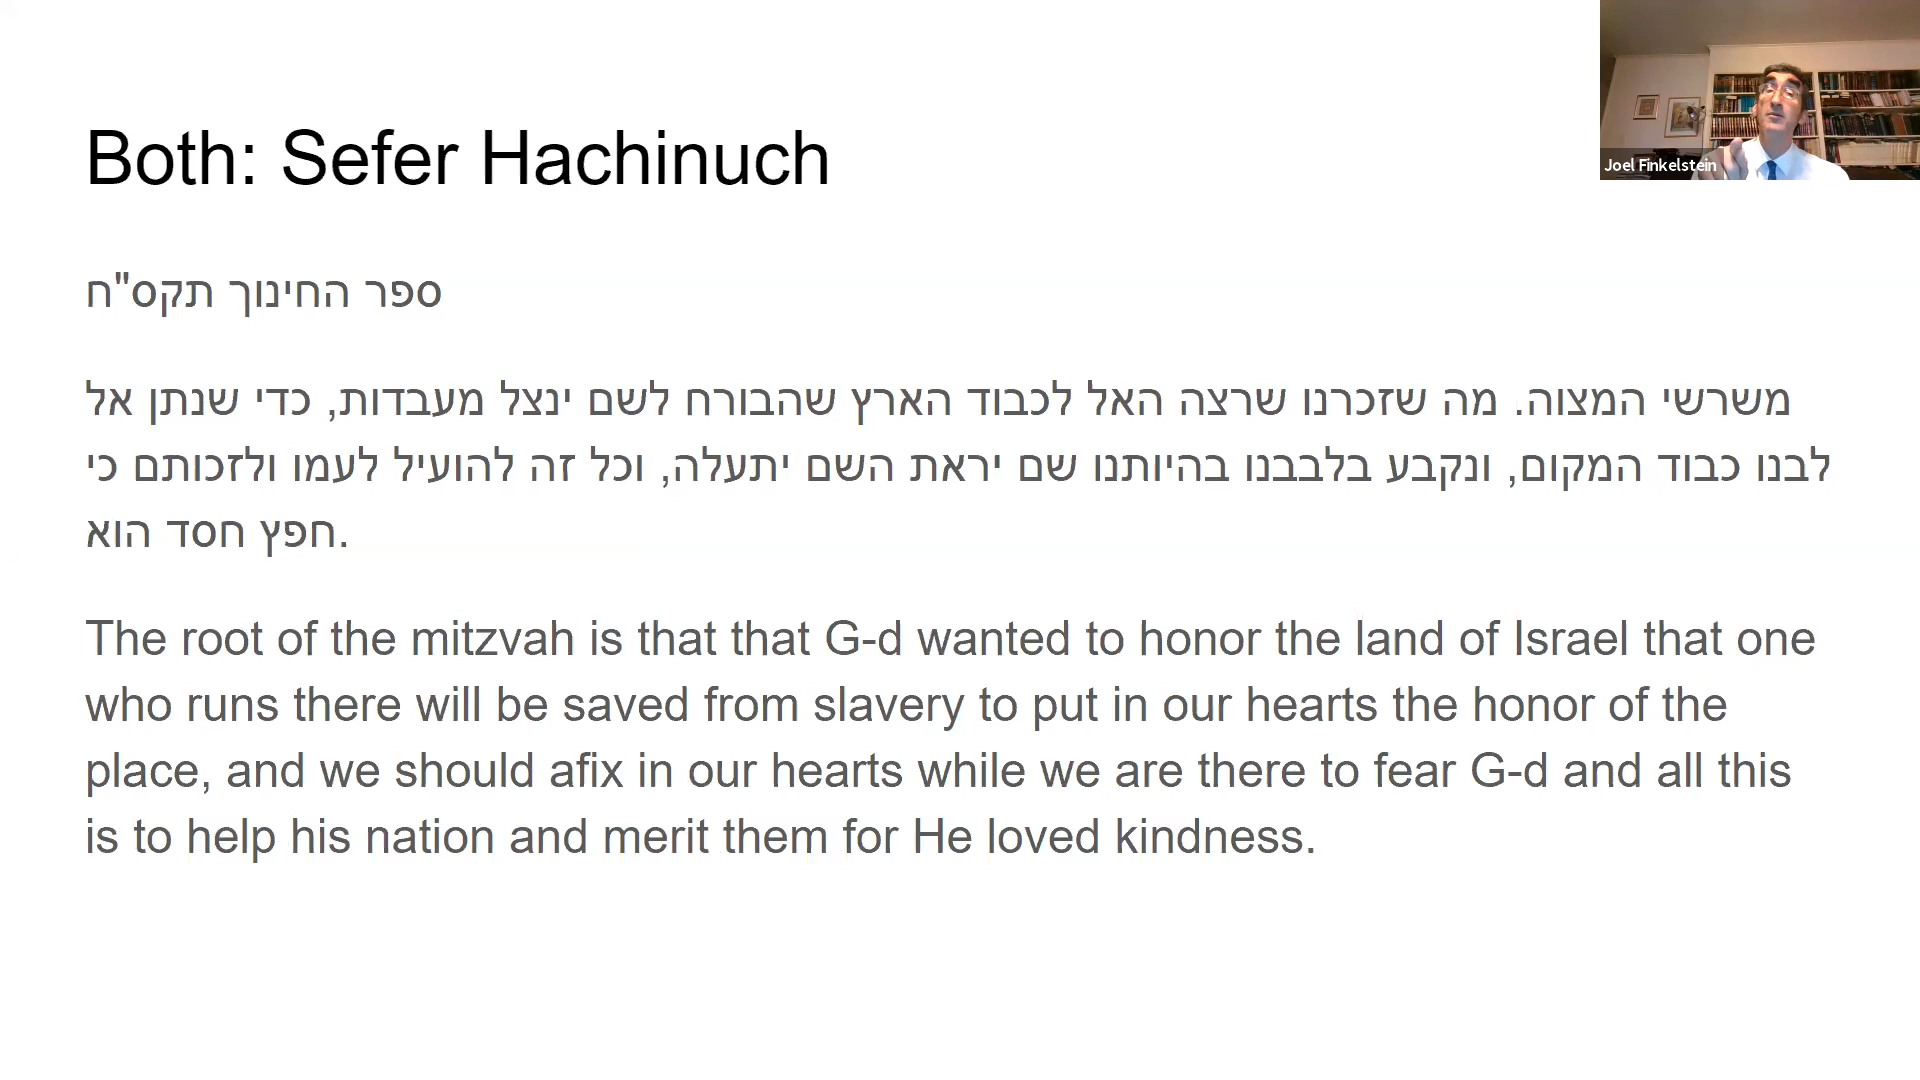 Both: Sefer Hachinuch
Joel Finkelstein
ספר החינוך תקס"ח
משרשי המצוה. מה שזכרנו שרצה האל לכבוד הארץ שהבורח לשם ינצל מעבדות, כדי שנתן אל
לבנו כבוד המקום, ונקבע בלבבנו בהיותנו שם יראת השם יתעלה, וכל זה להועיל לעמו ולזכותם כי
חפץ חסד הוא.
The root of the mitzvah is that that G-d wanted to honor the land of Israel that one
who runs there will be saved from slavery to put in our hearts the honor of the
place, and we should afix in our hearts while we are there to fear G-d and all this
is to help his nation and merit them for He loved kindness.